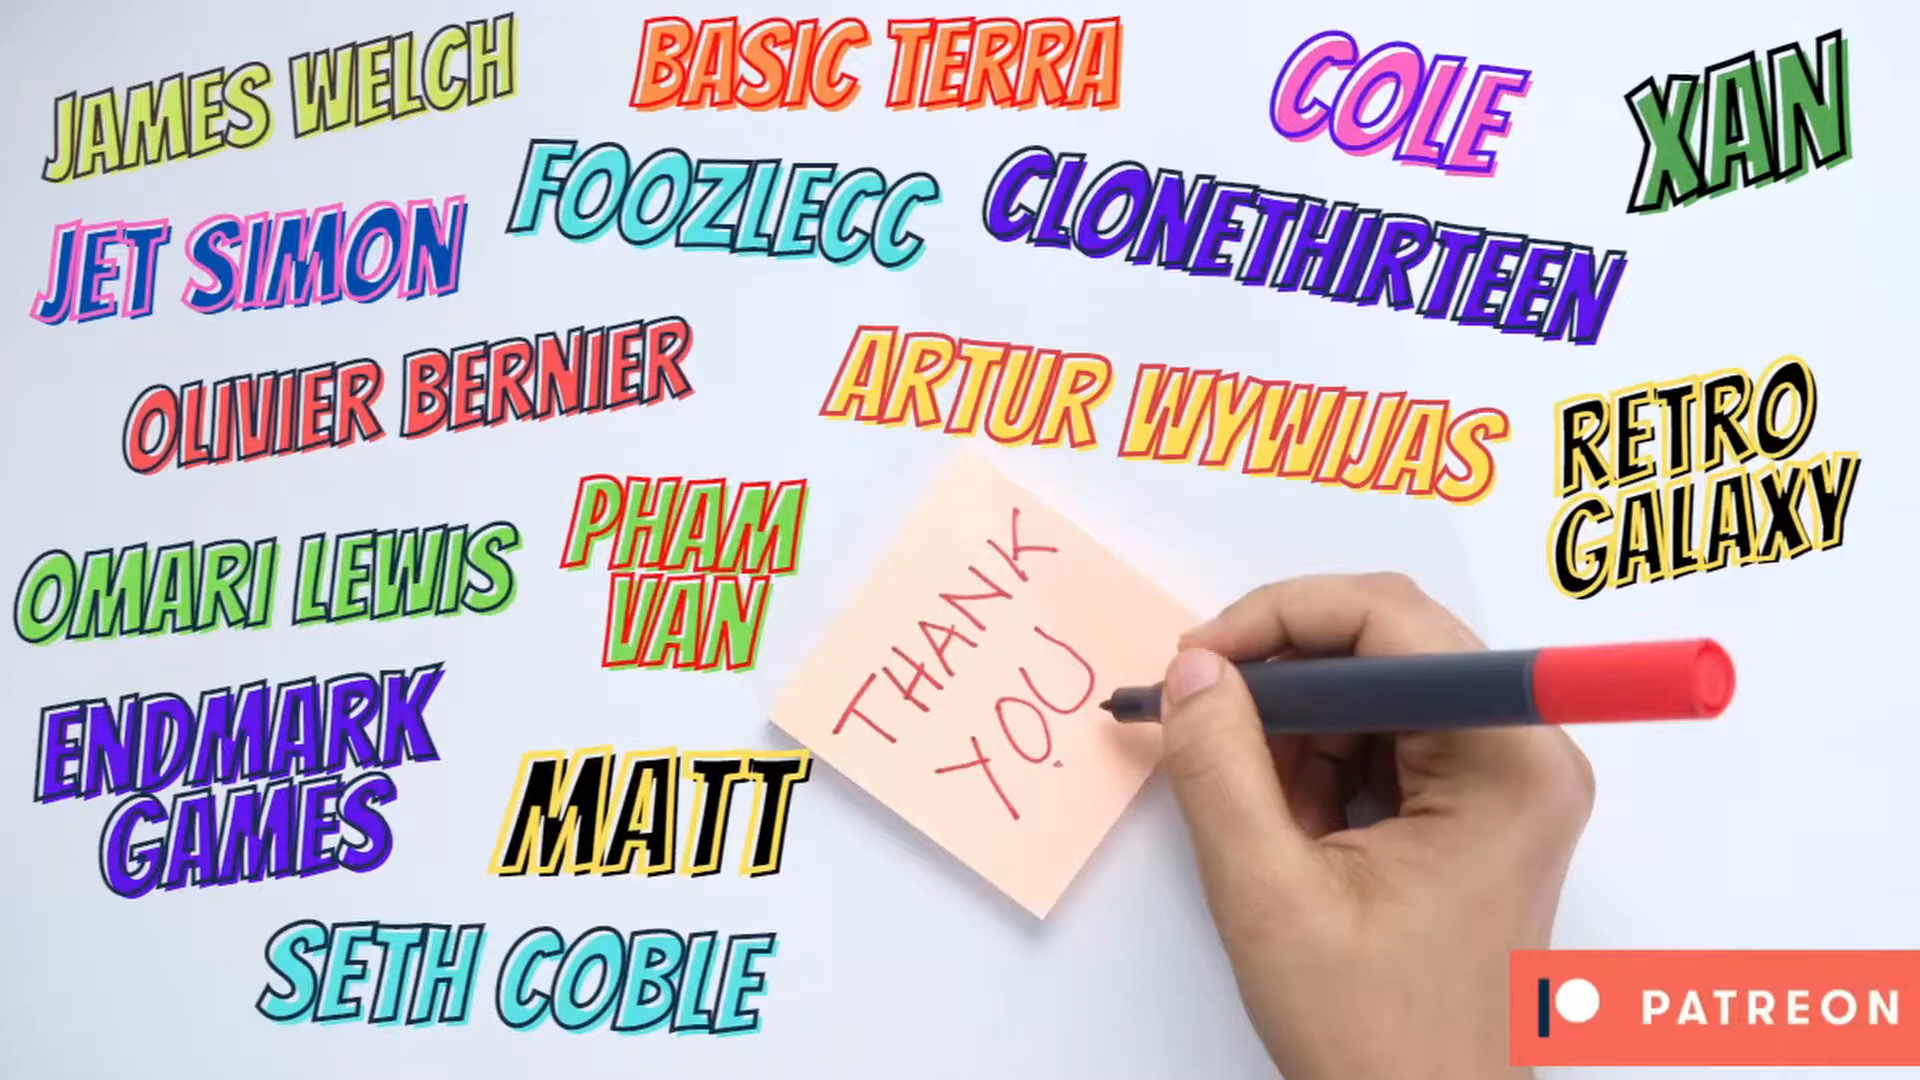 JAMES WELCH
BASIC TERRA
COLE
XAN
JET SIMON
FOOZLECC
CLONETHIRTEEN
OLIVIER BERNIER
ARTUR WYWIJAS
RETRO
GALAXY
OMARI LEWIS
PHAM
VAN
THANK
YOU
ENDMARK
GAMES
MATT
SETH COBLE
PATREON